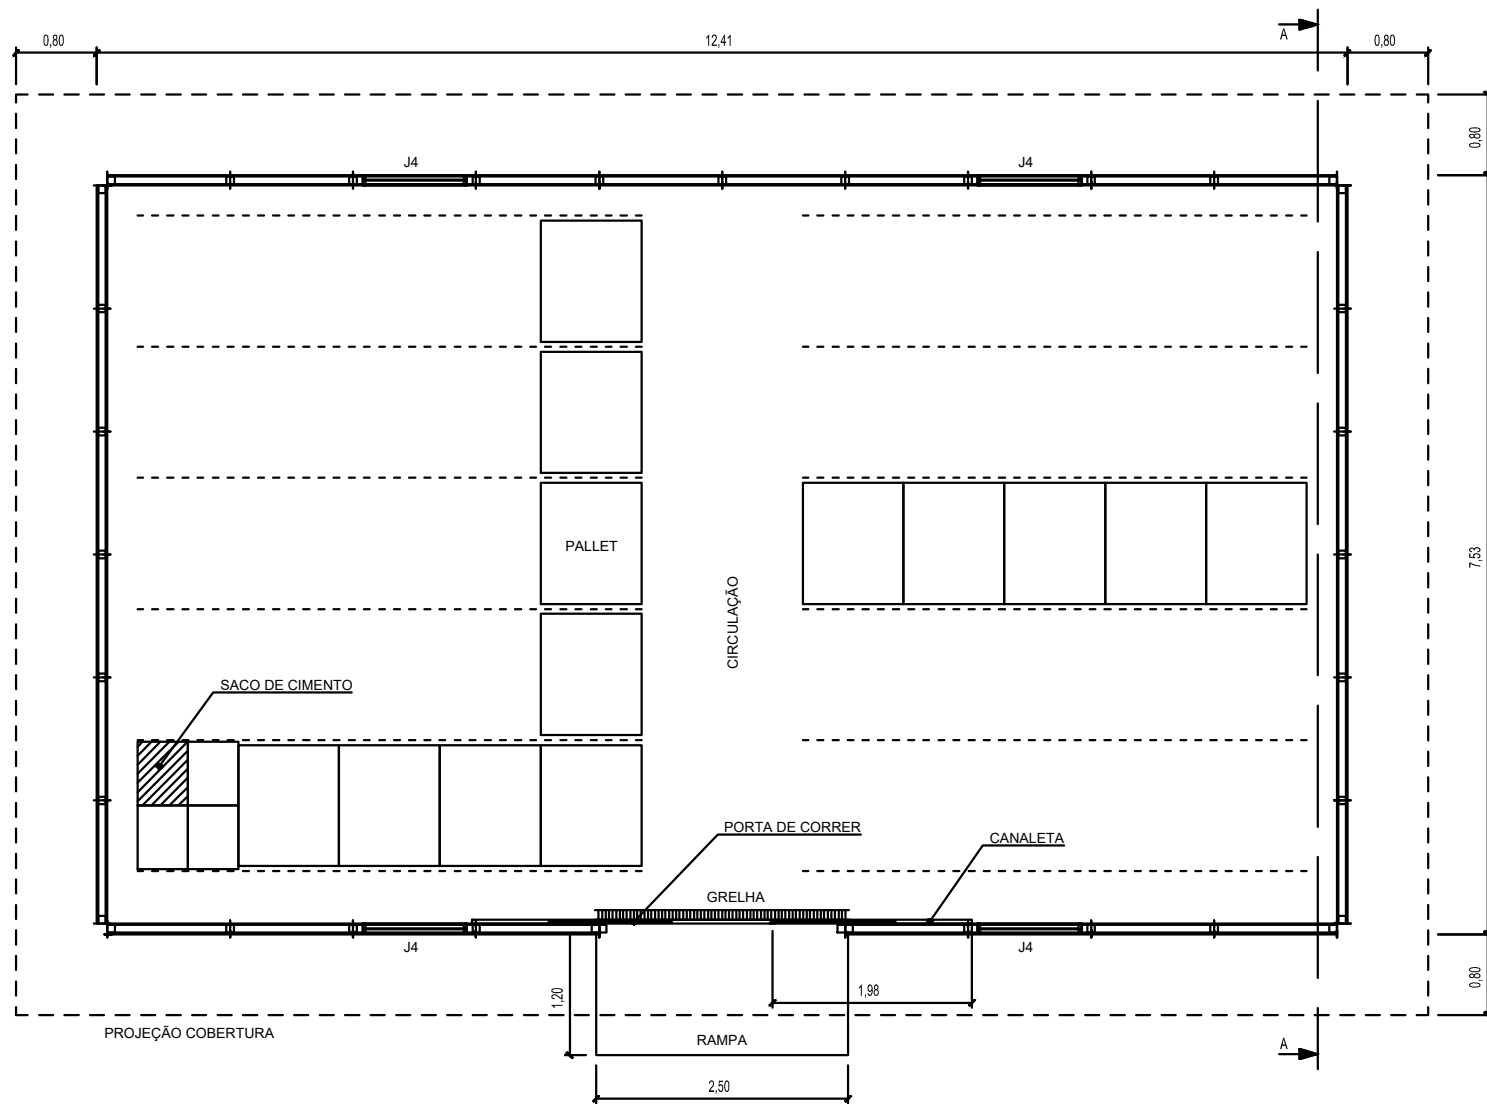 A
0,80
12,41
0,80
0,80
J4
J4
PALLET
7,53
CIRCULAÇÃO
SACO DE CIMENTO
PORTA DE CORRER
CANALETA
GRELHA
J4
J4
1,20
1,98
0,80
PROJEÇÃO COBERTURA
RAMPA
A
2,50